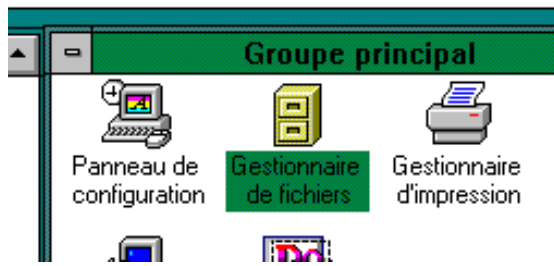 Groupe principal
Panneau de
configuration
Gestionnaire
de fichiers
Gestionnaire
d'impression